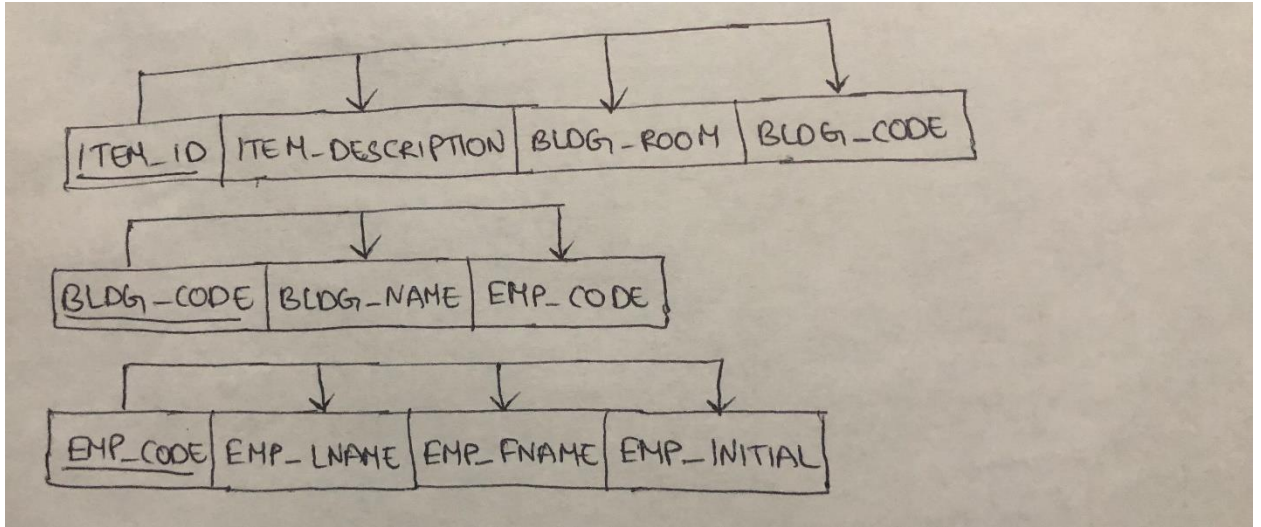 ITEM_ID ITEM_DESCRIPTION BLDG_ROOM BLDG_CODE
BLDG_CODE BLDG_NAME EMP_CODE
EMP_CODE EMP_LNAME EMP_FNAME EMP_INITIAL